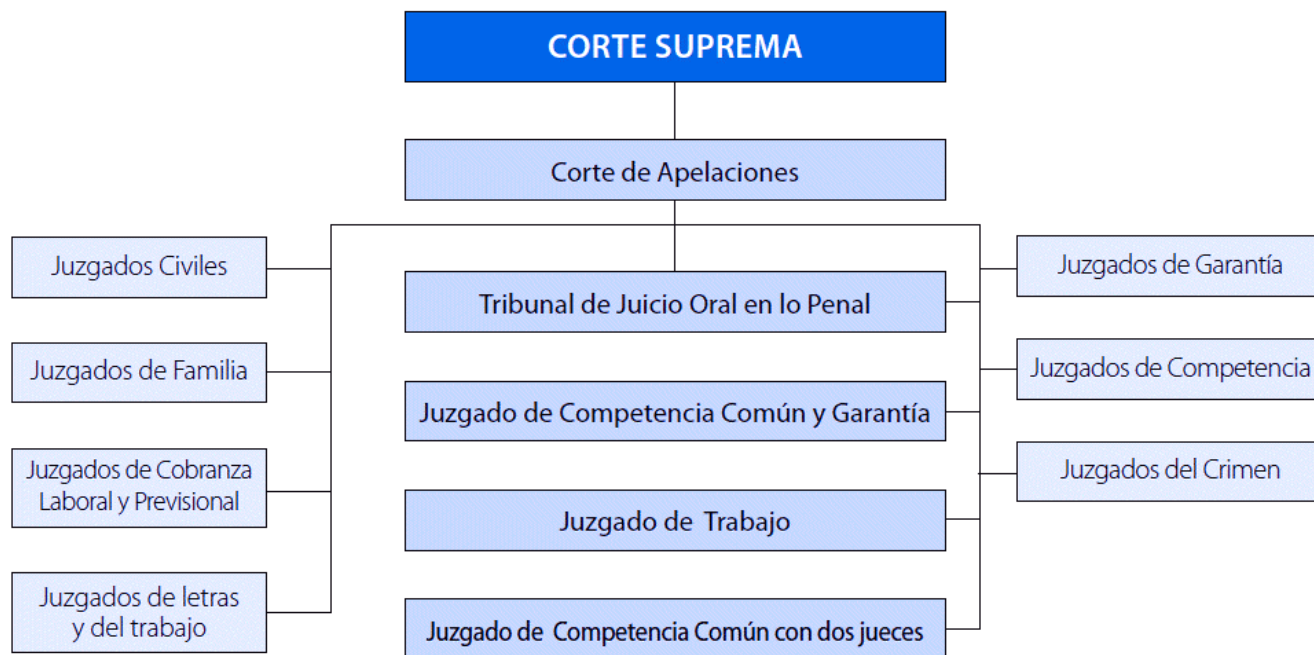 CORTE SUPREMA
Corte de Apelaciones
Juzgados Civiles
Juzgados de Familia
Juzgados de Cobranza
Laboral y Previsional
Juzgados de letras
y del trabajo
Tribunal de Juicio Oral en lo Penal
Juzgado de Competencia Común y Garantía
Juzgado de Trabajo
Juzgado de Competencia Común con dos jueces
Juzgados de Garantía
Juzgados de Competencia
Juzgados del Crimen